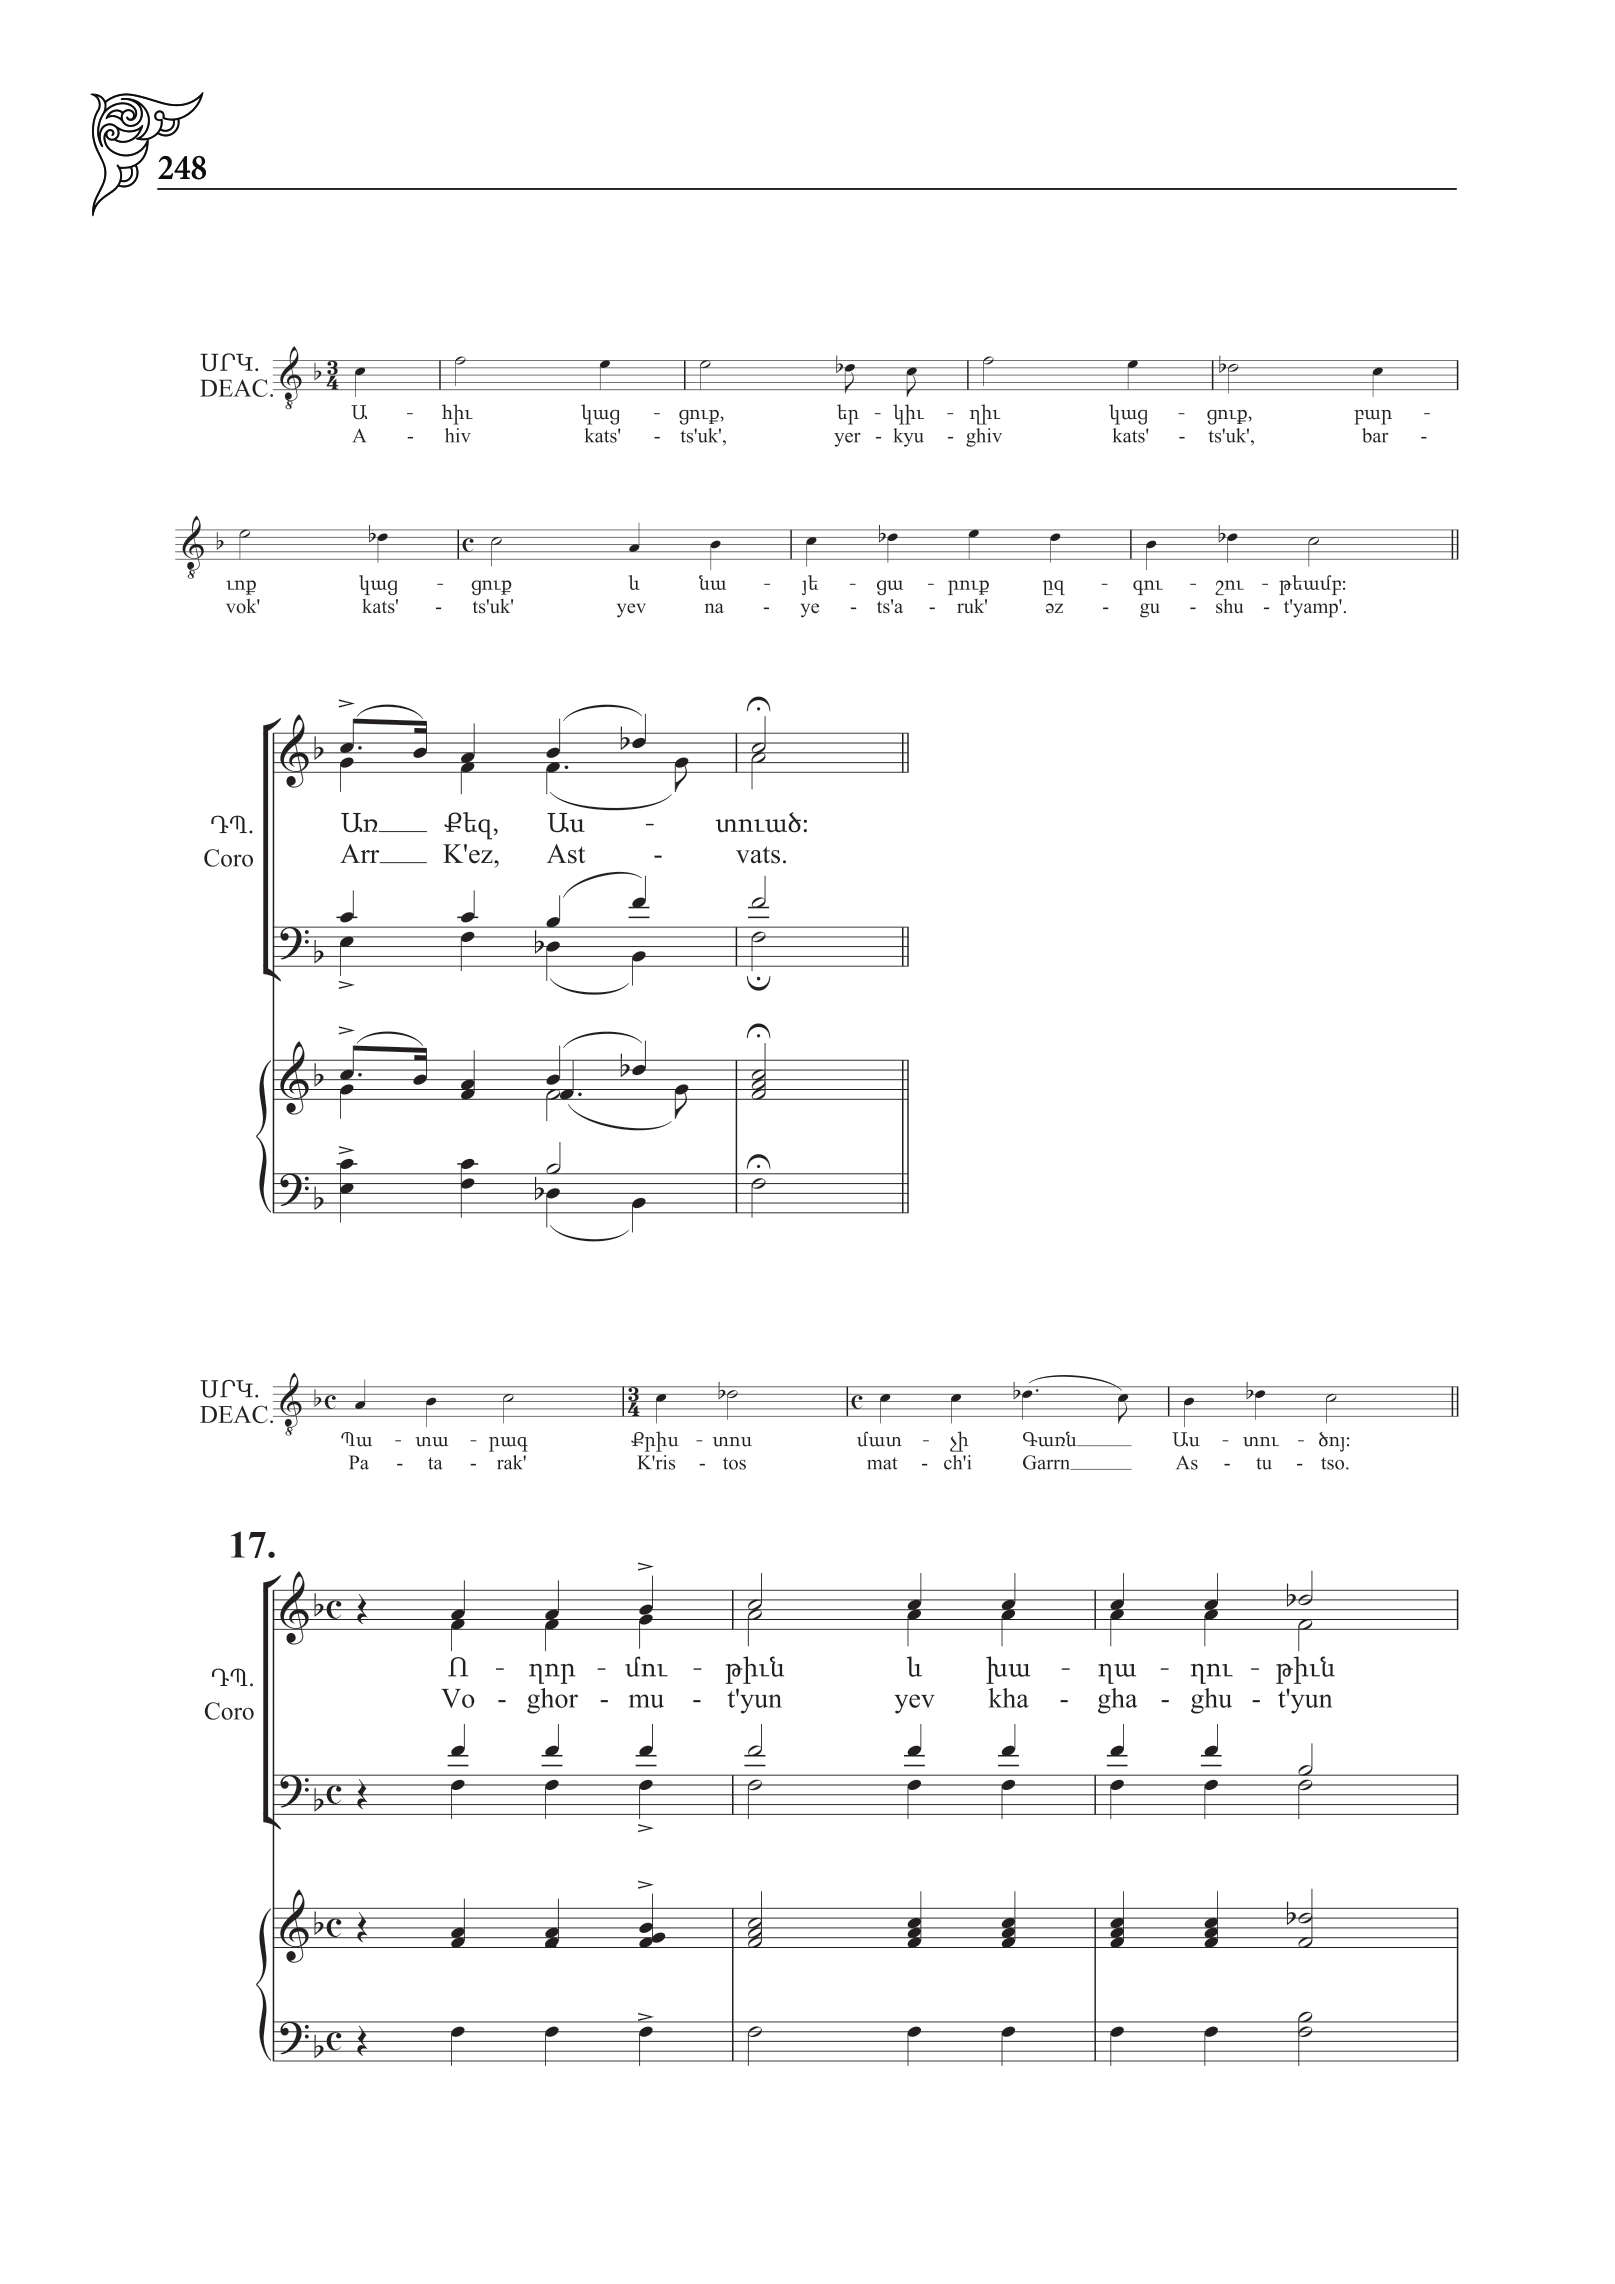 248
ՍՐԿ.
DEAC.
Ա - հիւ կաց - ցուք, եր - կիւ - ղիւ կաց - ցուք, բար -
A - hiv kats' - ts'uk', yer - kyu - ghiv kats' - ts'uk', bar -
ւոք կաց - ցուք և նա - յե - ցա - րուք ըզ - գու - շու - թեամբ։
vok' kats' - ts'uk' yev na - ye - ts'a - ruk' əz - gu - shu - t'yamp'.
ԴՊ.
Coro
Առ Քեզ, Աս - տուած։
Arr K'ez, Ast - vats.
ՍՐԿ.
DEAC.
Պա - տա - րագ Քրիս - տոս մատ - չի Գառն Աս - տու - ծոյ։
Pa - ta - rak' K'ris - tos mat - ch'i Garrn As - tu - tso.
17.
ԴՊ.
Coro
Ո - ղոր - մու - թիւն և խա - ղա - ղու - թիւն
Vo - ghor - mu - t'yun yev kha - gha - ghu - t'yun